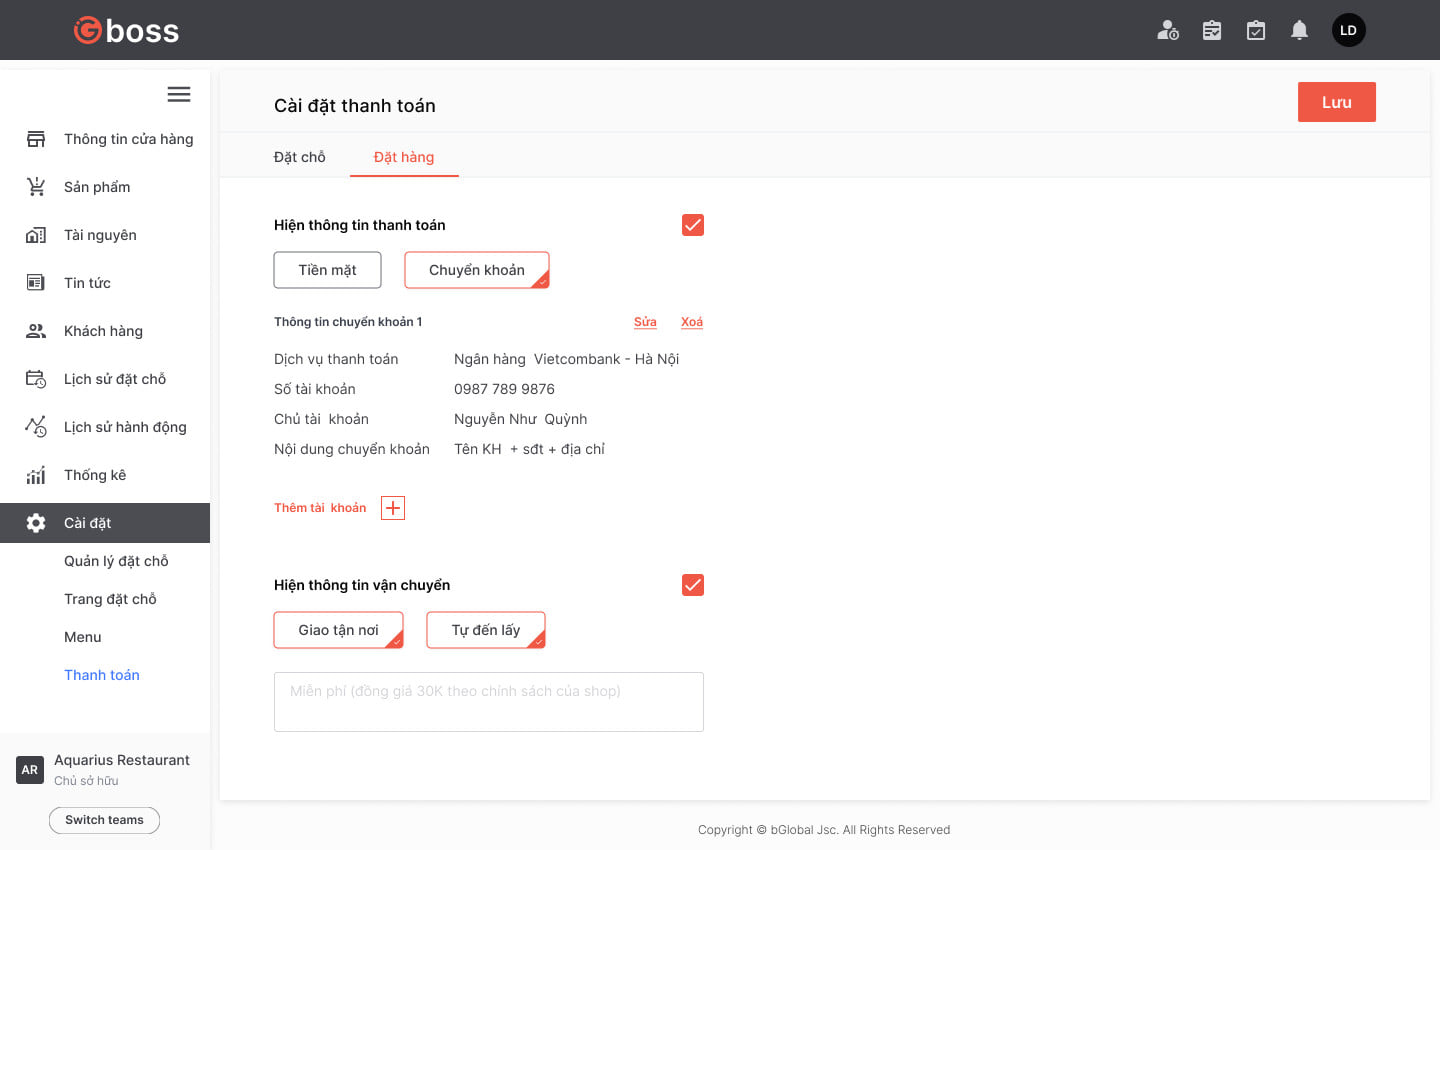 Gboss
LD
Thông tin cửa hàng
Sản phẩm
Tài nguyên
Tin tức
Khách hàng
Lịch sử đặt chỗ
Lịch sử hành động
Thống kê
Cài đặt
Quản lý đặt chỗ
Trang đặt chỗ
Menu
Thanh toán
AR
Aquarius Restaurant
Chủ sở hữu
Switch teams
Cài đặt thanh toán
Lưu
Đặt chỗ Đặt hàng
Hiện thông tin thanh toán
Tiền mặt Chuyển khoản
Thông tin chuyển khoản 1 Sửa Xoá
Dịch vụ thanh toán Ngân hàng Vietcombank - Hà Nội
Số tài khoản 0987 789 9876
Chủ tài khoản Nguyễn Như Quỳnh
Nội dung chuyển khoản Tên KH + sđt + địa chỉ
Thêm tài khoản
Hiện thông tin vận chuyển
Giao tận nơi Tự đến lấy
Miễn phí (đồng giá 30K theo chính sách của shop)
Copyright © bGlobal Jsc. All Rights Reserved